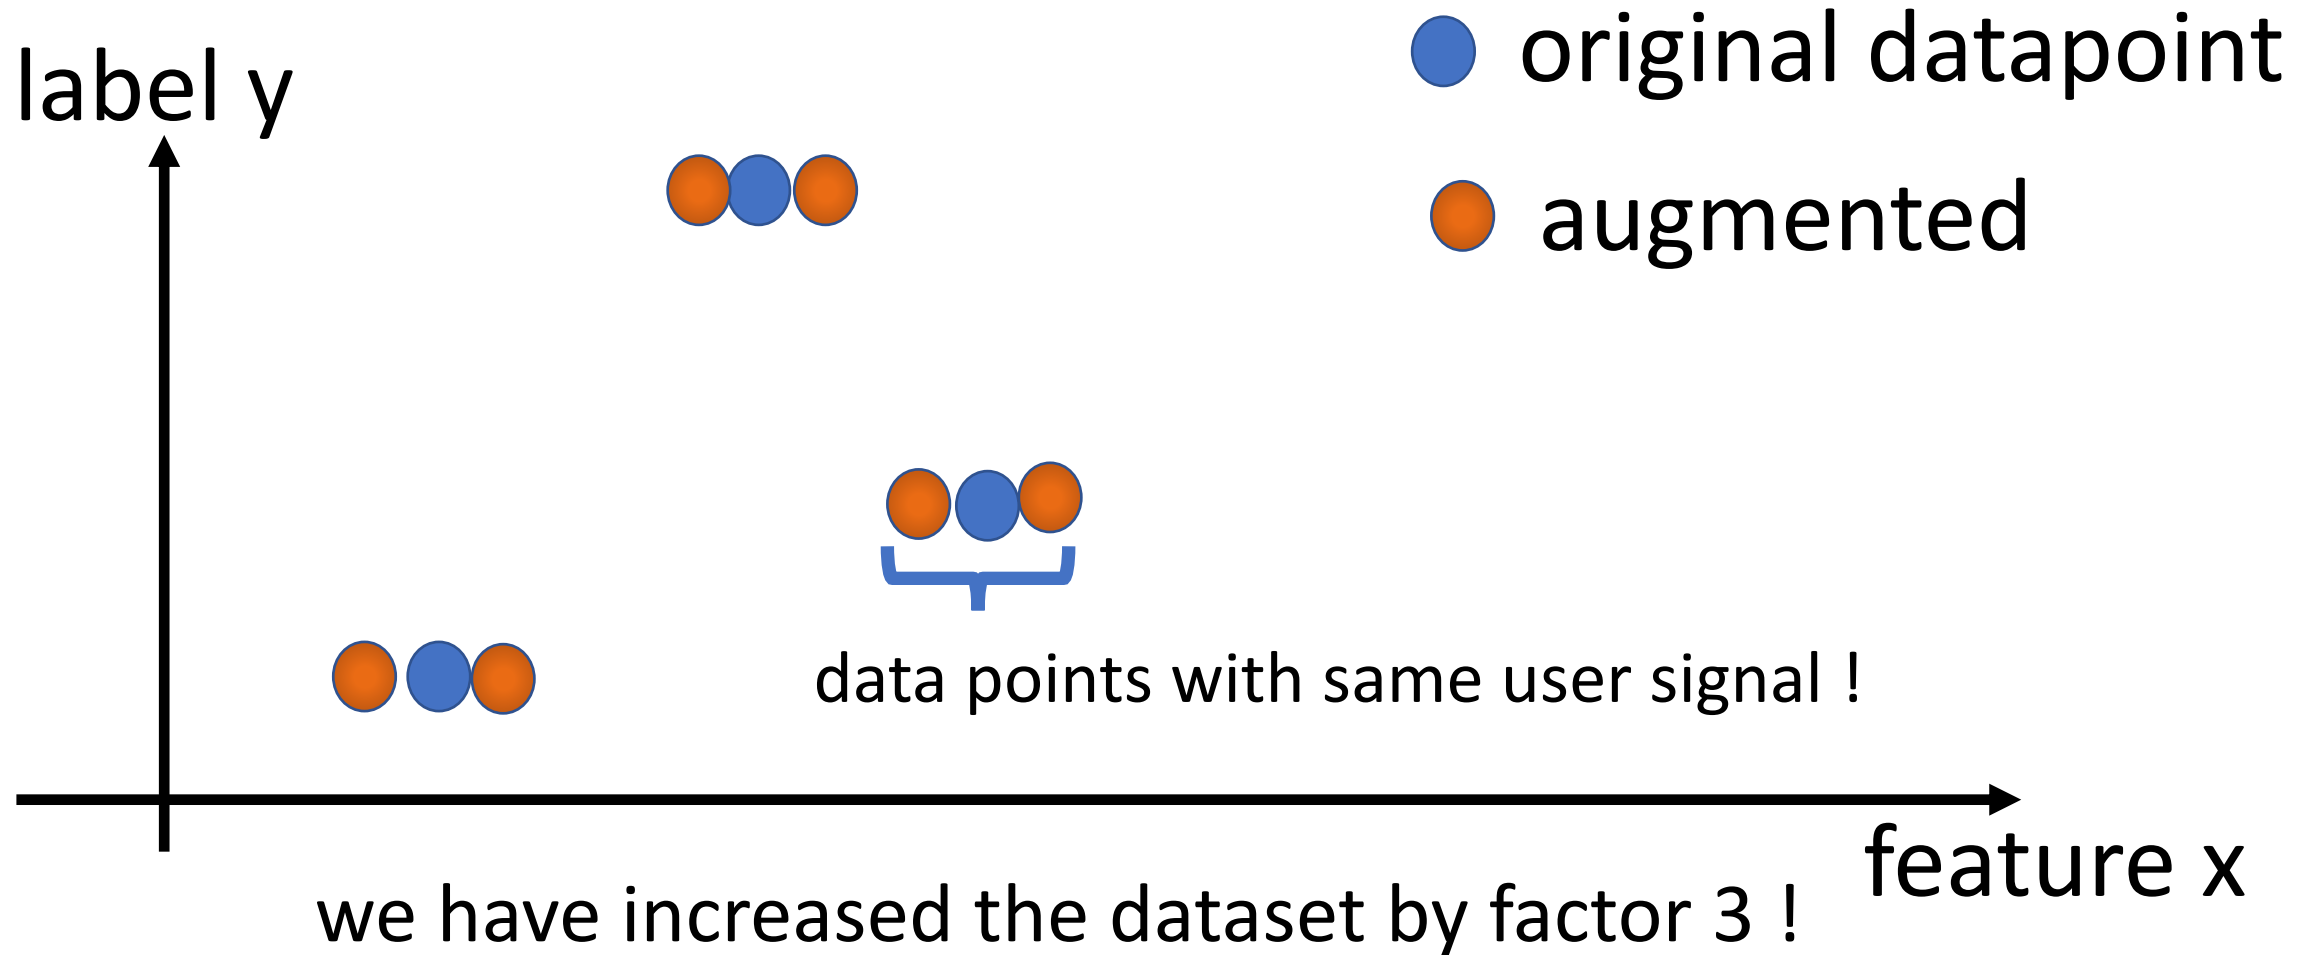 original datapoint
label y
augmented
data points with same user signal !
feature x
we have increased the dataset by factor 3 !